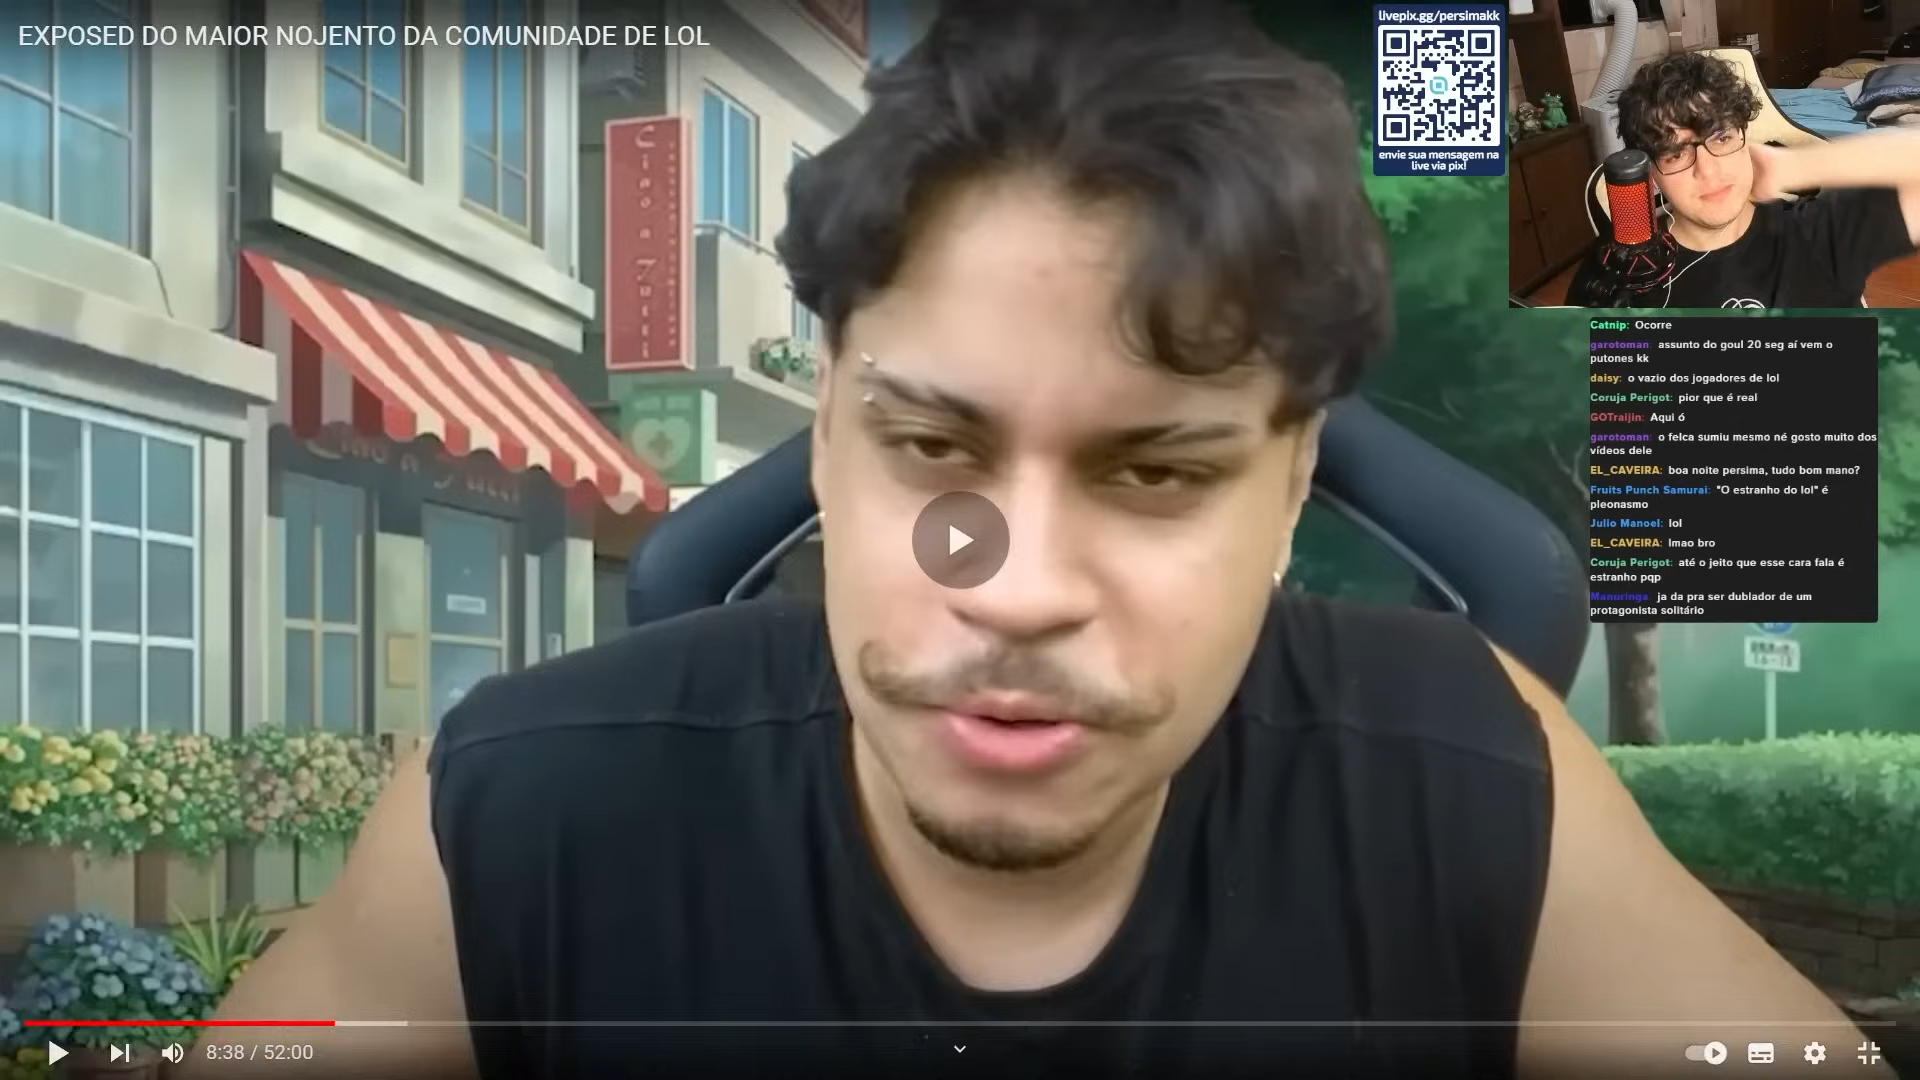 EXPOSED DO MAIOR NOJENTO DA COMUNIDADE DE LOL
livepix.gg/persimakk
envie sua mensagem na
live via pix!
Ciao a Tutti
Catnip: Ocorre
garotoman: assunto do goul 20 seg aí vem o
putones kk
daisy: o vazio dos jogadores de lol
Coruja Perigot: pior que é real
GOTraijin: Aqui ó
garotoman: o felca sumiu mesmo né gosto muito dos
vídeos dele
EL_CAVEIRA: boa noite persima, tudo bom mano?
Fruits Punch Samurai: "O estranho do lol" é
pleonasmo
Julio Manoel: lol
EL_CAVEIRA: lmao bro
Coruja Perigot: até o jeito que esse cara fala é
estranho pqp
Manuringa: ja da pra ser dublador de um
protagonista solitário
8:38 / 52:00